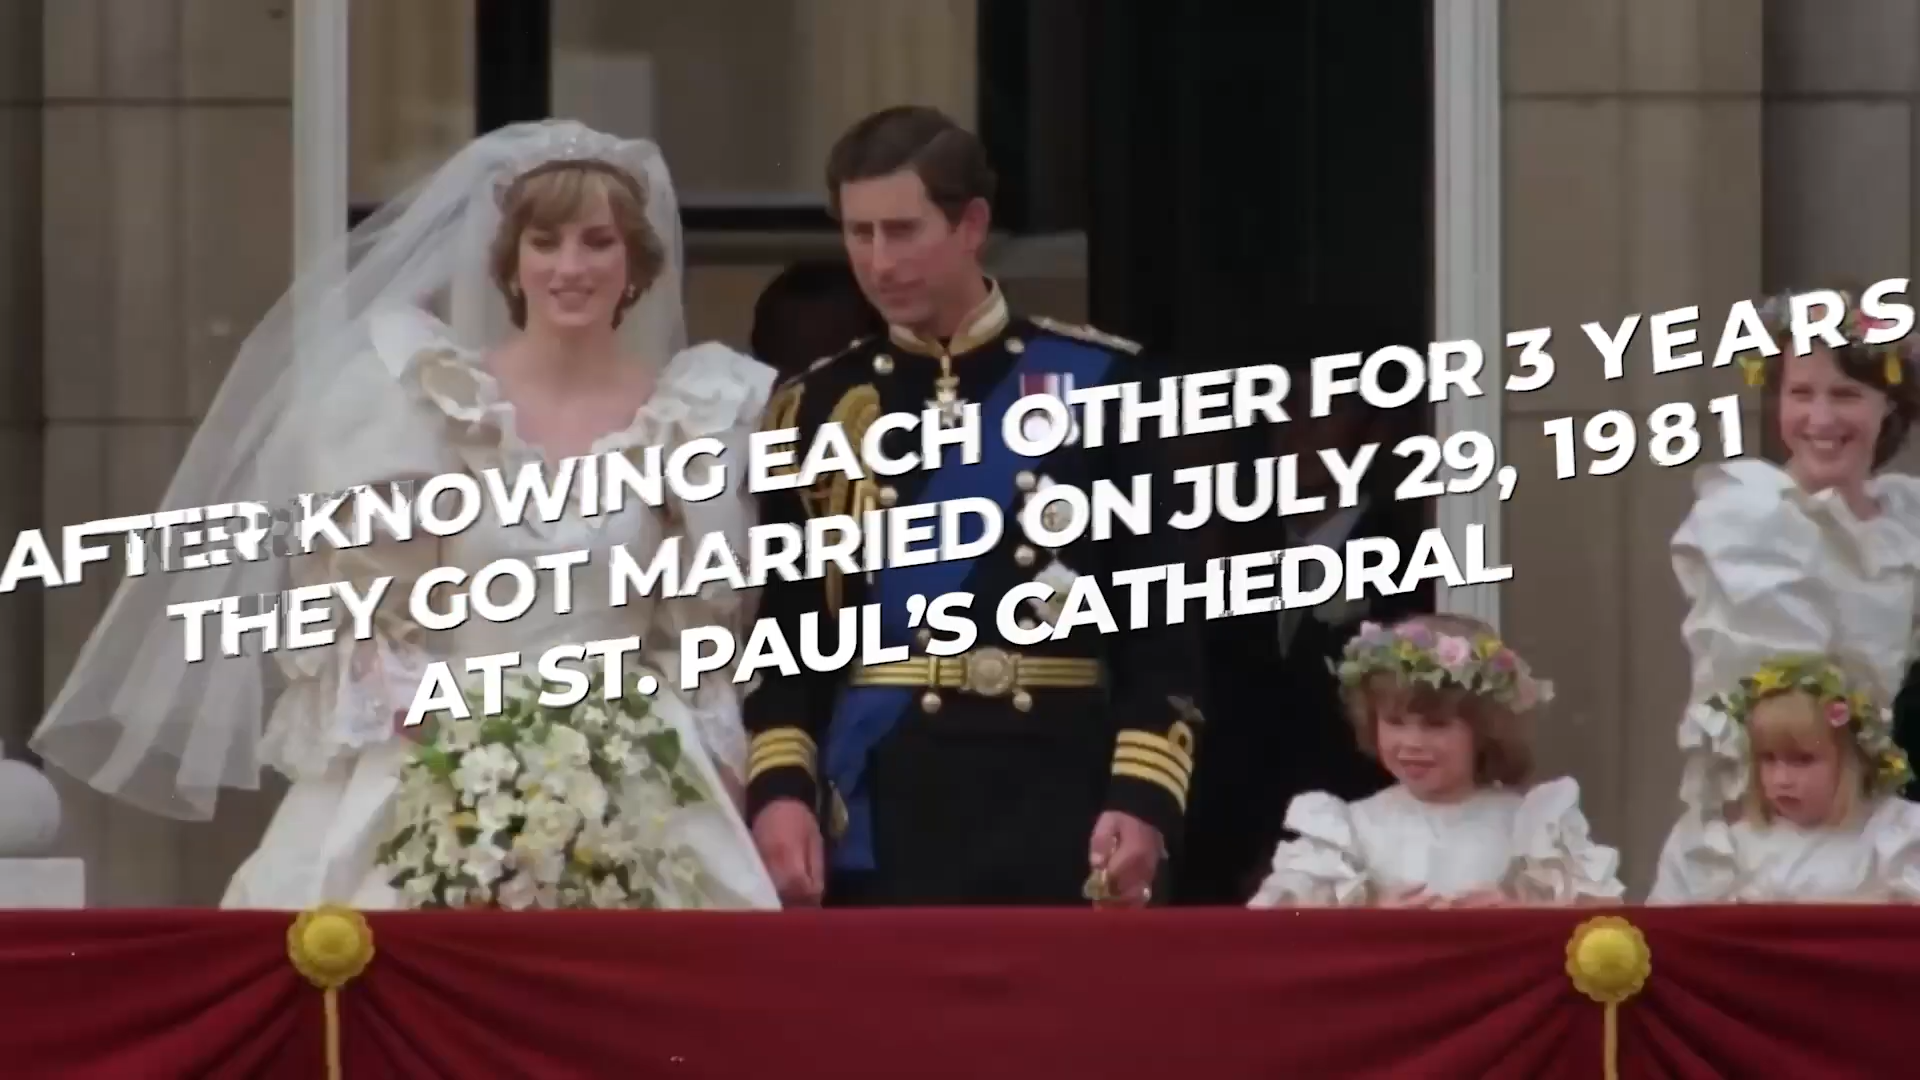 AFTER KNOWING EACH OTHER FOR 3 YEARS
THEY GOT MARRIED ON JULY 29, 1981
AT ST. PAUL'S CATHEDRAL